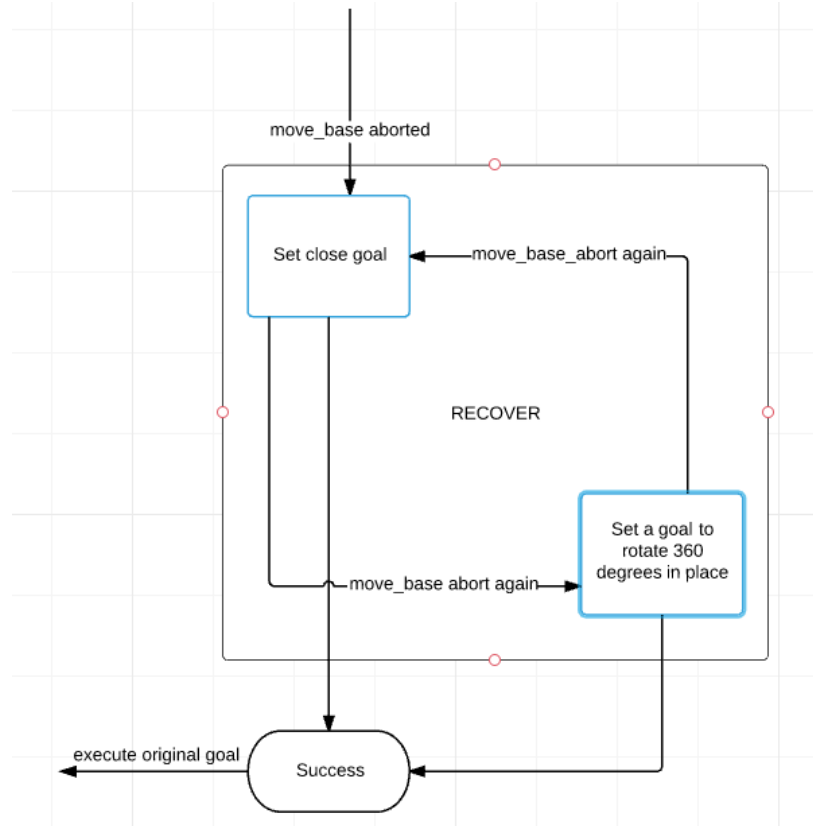 move_base aborted
Set close goal
move_base_abort again
RECOVER
Set a goal to
rotate 360
degrees in place
move_base abort again
execute original goal
Success